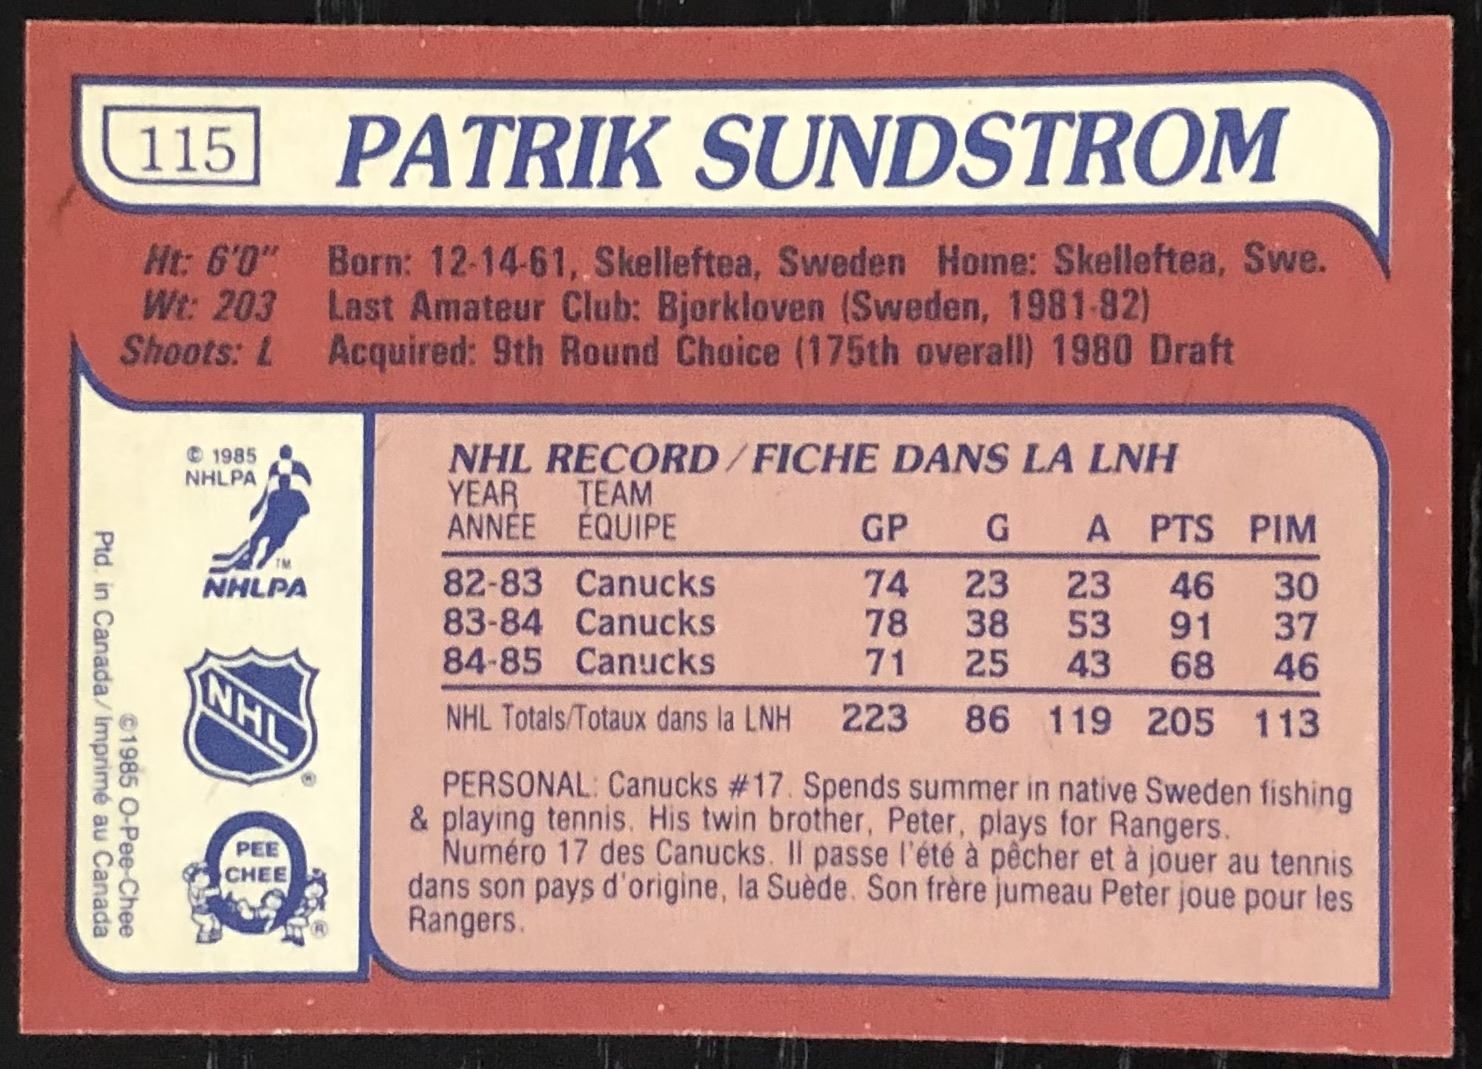 115
PATRIK SUNDSTROM
Ht: 6'0" Born: 12-14-61, Skelleftea, Sweden Home: Skelleftea, Swe.
Wt: 203 Last Amateur Club: Bjorkloven (Sweden, 1981-82)
Shoots: L Acquired: 9th Round Choice (175th overall) 1980 Draft
© 1985
NHLPA
TM
NHLPA
NHL
®
PEE
CHEE
®
©1985 O-Pee-Chee
Ptd. in Canada/Imprimé au Canada
NHL RECORD/FICHE DANS LA LNH
YEAR TEAM
ANNÉE ÉQUIPE GP G A PTS PIM
82-83 Canucks 74 23 23 46 30
83-84 Canucks 78 38 53 91 37
84-85 Canucks 71 25 43 68 46
NHL Totals/Totaux dans la LNH 223 86 119 205 113
PERSONAL: Canucks #17. Spends summer in native Sweden fishing
& playing tennis. His twin brother, Peter, plays for Rangers.
Numéro 17 des Canucks. Il passe l'été à pêcher et à jouer au tennis
dans son pays d'origine, la Suède. Son frère jumeau Peter joue pour les
Rangers.